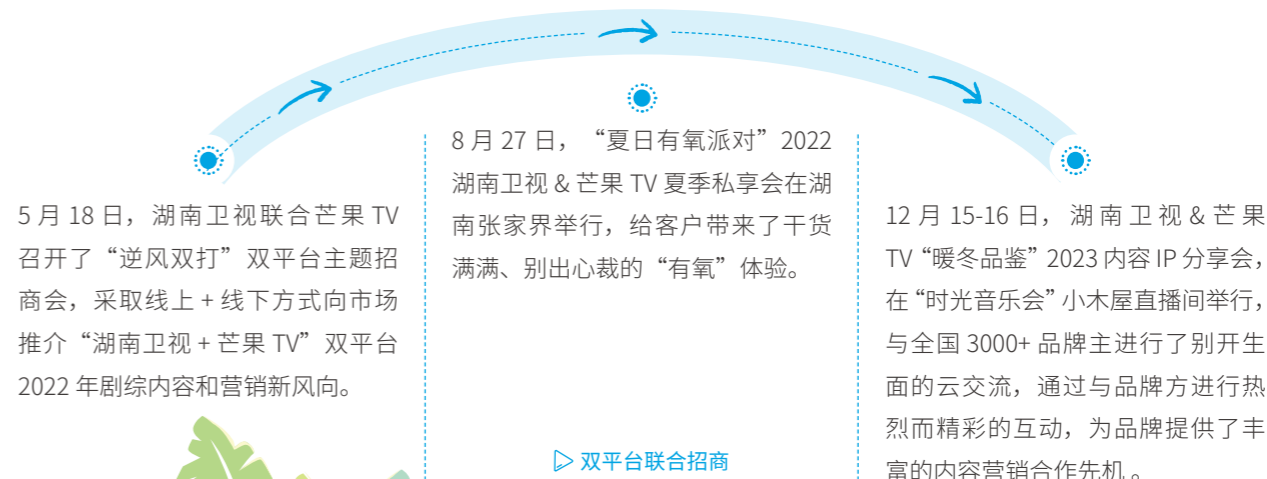 5 月 18 日，湖南卫视联合芒果 TV
召开了“逆风双打”双平台主题招
商会，采取线上 + 线下方式向市场
推介“湖南卫视 + 芒果 TV”双平台
2022 年剧综内容和营销新风向。
8 月 27 日，“夏日有氧派对”2022
湖南卫视 & 芒果 TV 夏季私享会在湖
南张家界举行，给客户带来了干货
满满、别出心裁的“有氧”体验。
双平台联合招商
12 月 15-16 日，湖南卫视 & 芒果
TV“暖冬品鉴”2023 内容 IP 分享会，
在“时光音乐会”小木屋直播间举行，
与全国 3000+ 品牌主进行了别开生
面的云交流，通过与品牌方进行热
烈而精彩的互动，为品牌提供了丰
富的内容营销合作先机 。